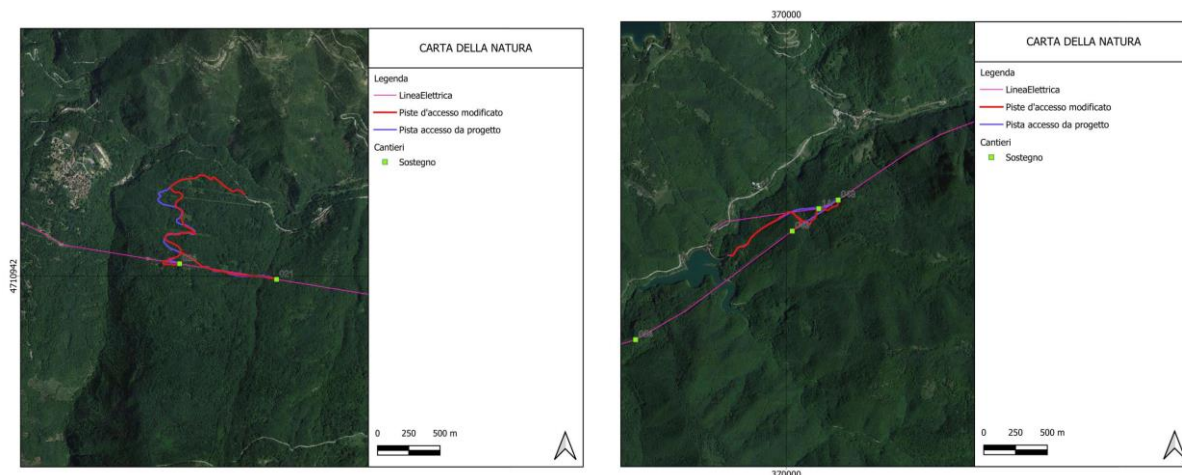 4710942
001
CARTA DELLA NATURA
Legenda
LineaElettrica
Piste d'accesso modificato
Pista accesso da progetto
Cantieri
Sostegno
0 250 500 m
370000
370000
CARTA DELLA NATURA
Legenda
LineaElettrica
Piste d'accesso modificato
Pista accesso da progetto
Cantieri
Sostegno
0 250 500 m